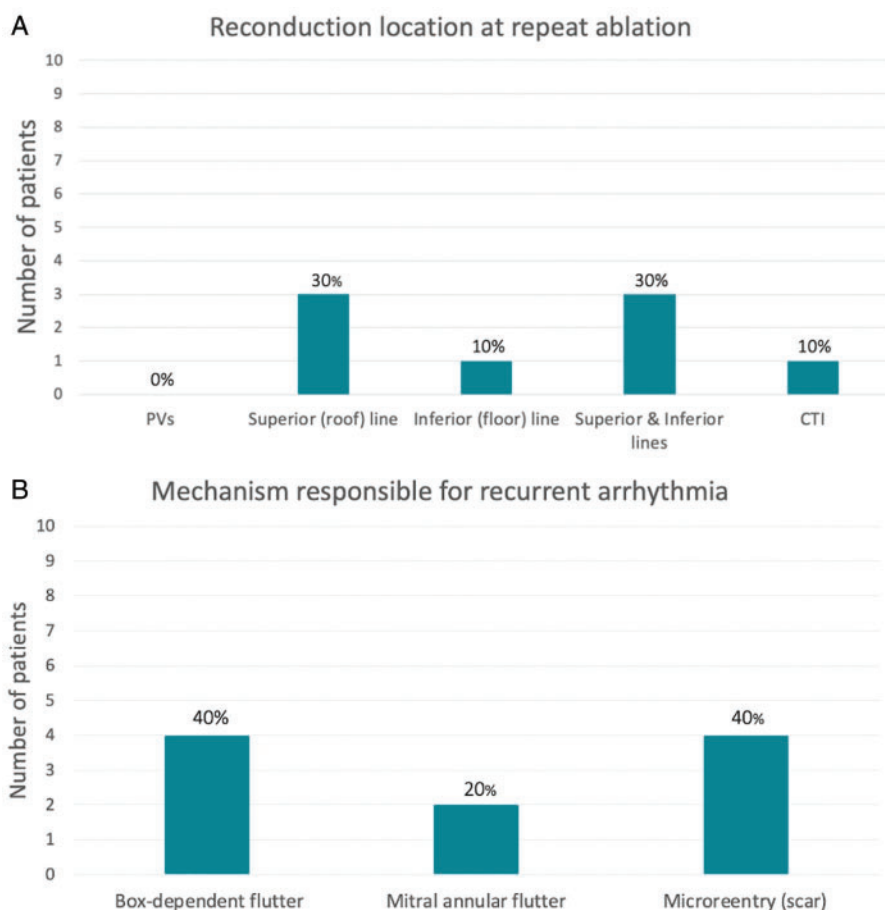 A
Reconduction location at repeat ablation
Number of patients
10
9
8
7
6
5
4
3
2
1
0
0%
30%
10%
30%
10%
PVs
Superior (roof) line
Inferior (floor) line
Superior & Inferior
lines
CTI
B
Mechanism responsible for recurrent arrhythmia
Number of patients
10
9
8
7
6
5
4
3
2
1
0
40%
20%
40%
Box-dependent flutter
Mitral annular flutter
Microreentry (scar)